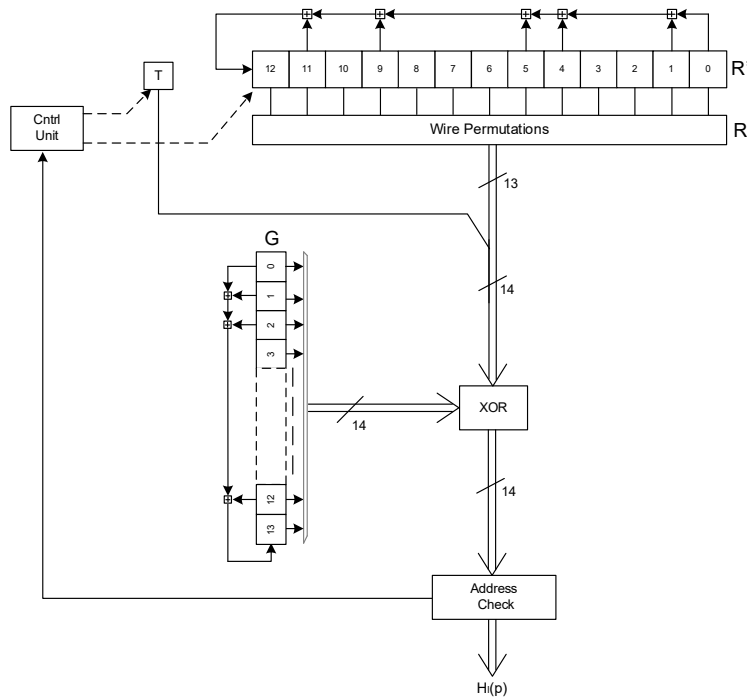 12 11 10 9 8 7 6 5 4 3 2 1 0
R'
T
Cntrl
Unit
Wire Permutations
R
13
G
0
1
2
3
14
XOR
14
12
13
14
Address
Check
Hl(p)